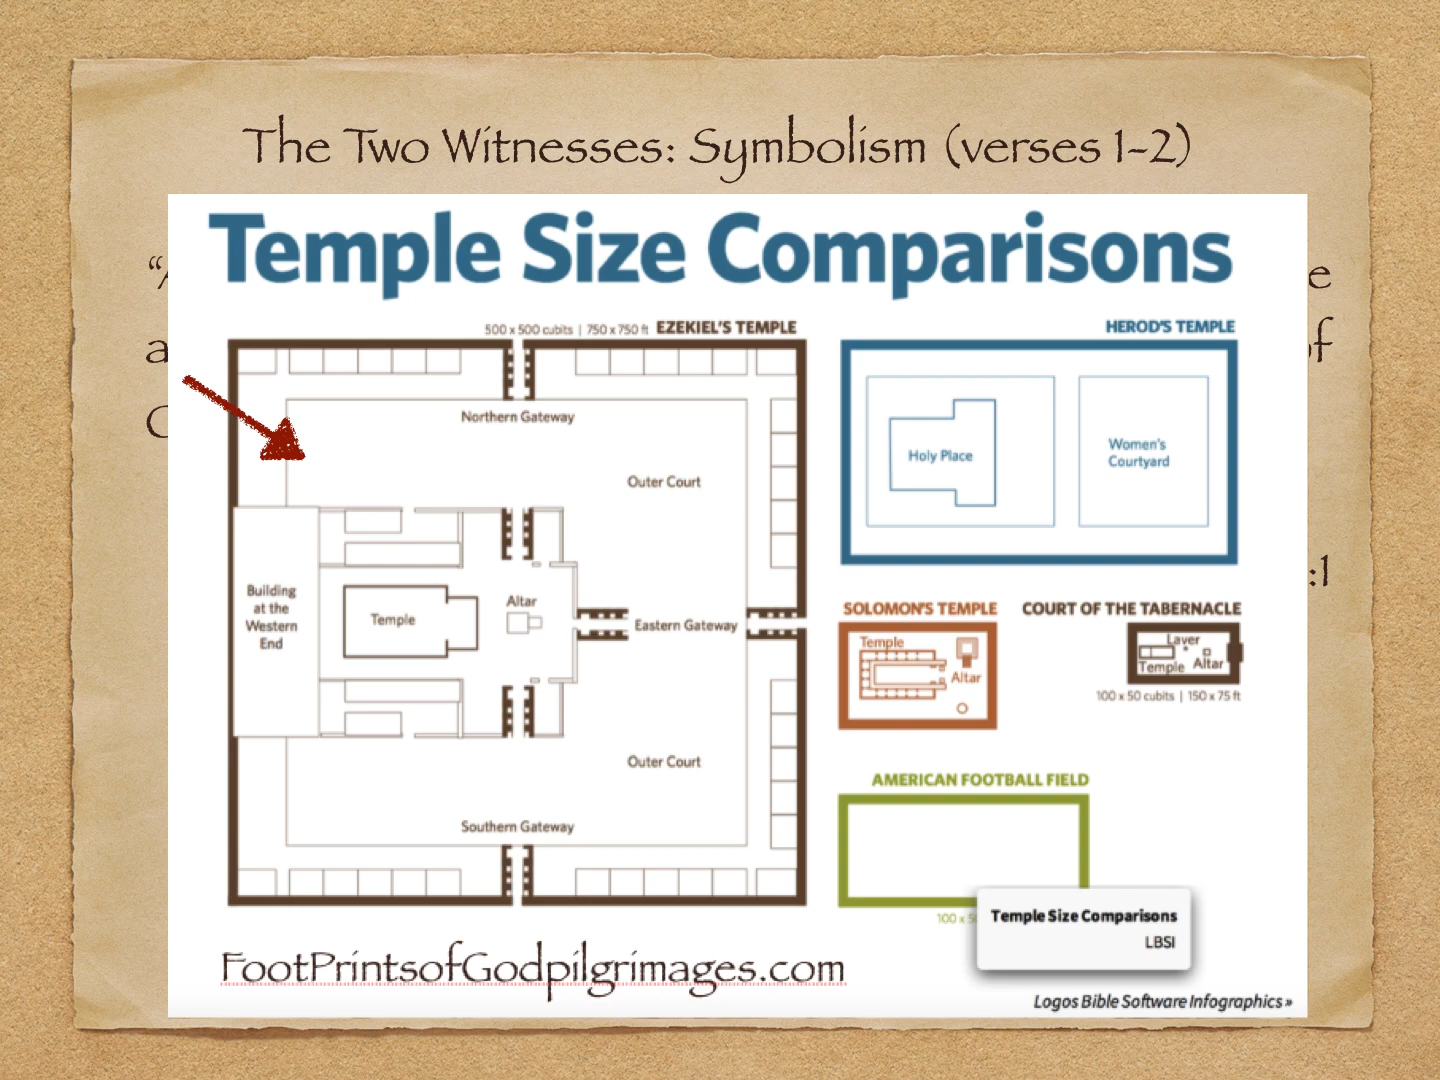 The Two Witnesses: Symbolism (verses 1-2)
Temple Size Comparisons
e
a
of
:1
500 x 500 cubits | 750 x 750 ft EZEKIEL'S TEMPLE
Northern Gateway
Outer Court
Building
at the
Western
End
Temple
Altar
Eastern Gateway
Outer Court
Southern Gateway
HEROD'S TEMPLE
Holy Place
Women's
Courtyard
SOLOMON'S TEMPLE
Temple
Altar
COURT OF THE TABERNACLE
Laver
Temple
Altar
100 x 50 cubits | 150 x 75 ft
AMERICAN FOOTBALL FIELD
100 x
Temple Size Comparisons
LBSI
FootPrintsofGodpilgrimages.com
Logos Bible Software Infographics »